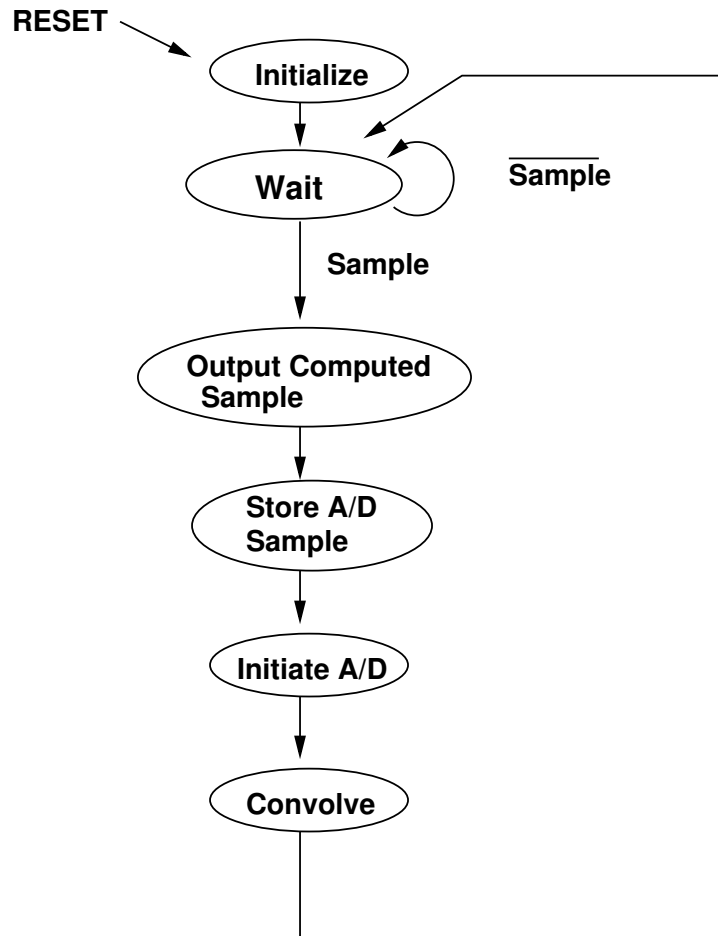 RESET
Initialize
Wait
Sample
Sample
Output Computed
Sample
Store A/D
Sample
Initiate A/D
Convolve